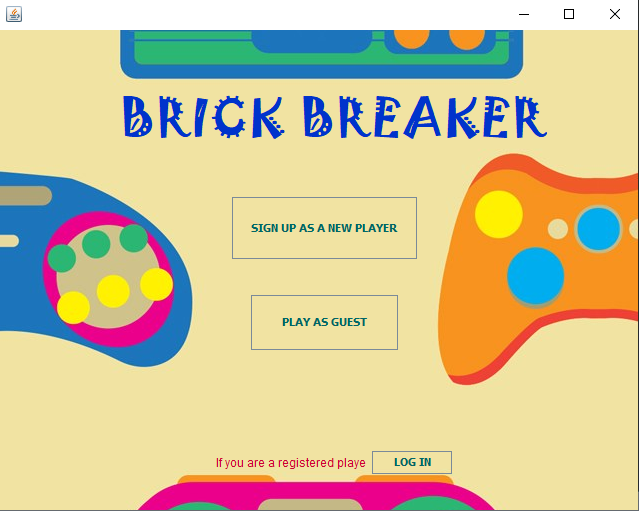 BRICK BREAKER
SIGN UP AS A NEW PLAYER
PLAY AS GUEST
If you are a registered playe
LOG IN